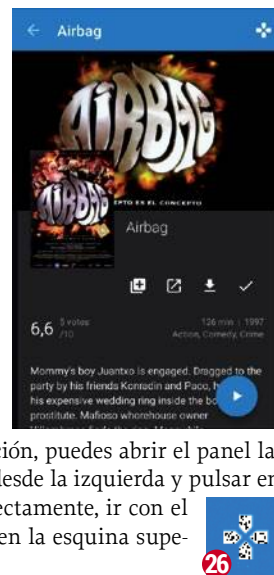 Airbag
AIRBAG
EPTO ES EL CONCEPTO
AIRBAG
Airbag
6,6 5 votes
/10
126 min | 1997
Action, Comedy, Crime
Mommy's boy Juantxo is engaged. Dragged to the
party by his friends Konradin and Paco, h
his expensive wedding ring inside the bo
prostitute. Mafioso whorehouse owner
ción, puedes abrir el panel la
desde la izquierda y pulsar en
ectamente, ir con el
en la esquina supe-
26